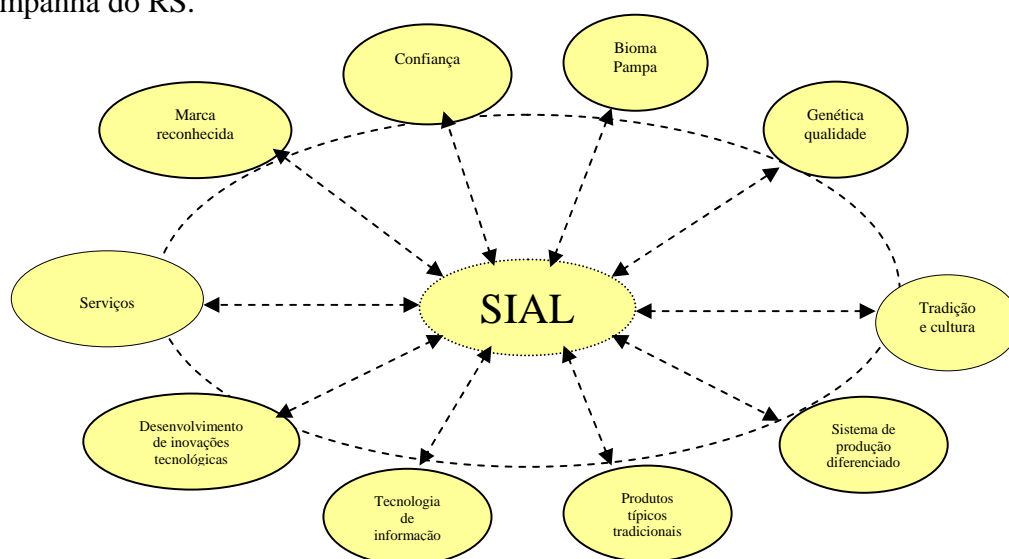 mpanha do RS.
Confiança
Bioma
Pampa
Marca
reconhecida
Genética
qualidade
Serviços
SIAL
Tradição
e cultura
Desenvolvimento
de inovações
tecnológicas
Sistema de
produção
diferenciado
Tecnologia
de
informação
Produtos
típicos
tradicionais